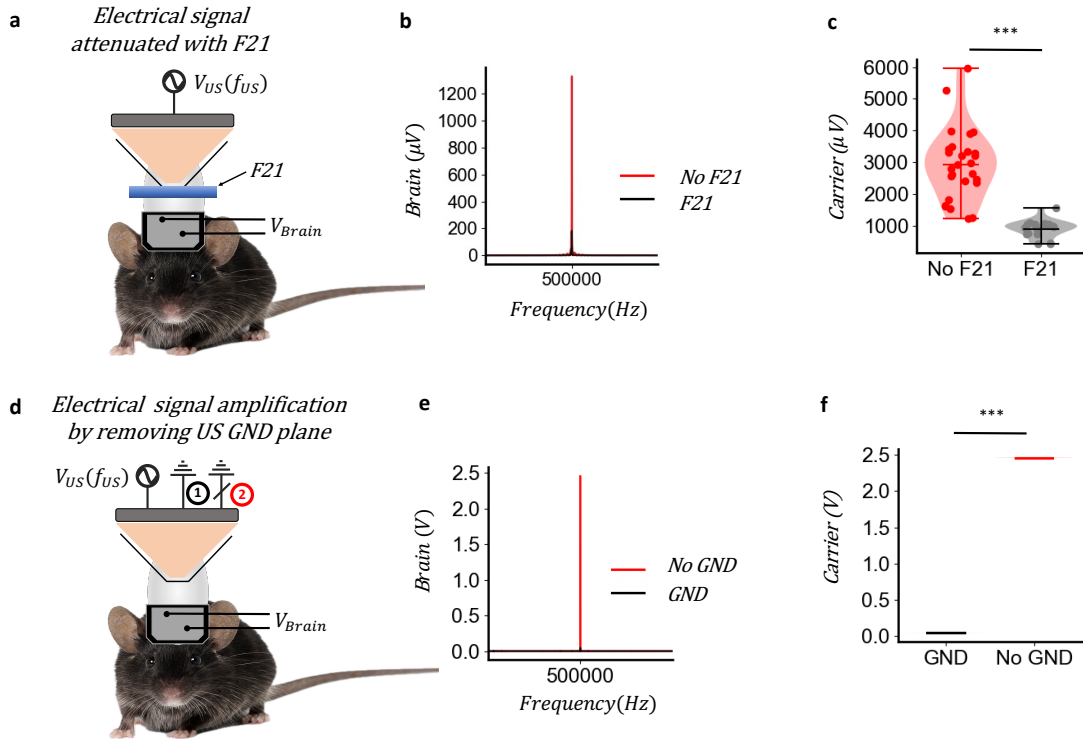 a
Electrical signal
attenuated with F21
V_US(f_US)
F21
V_Brain
b
Brain (μV)
1200
1000
800
600
400
200
0
500000
Frequency(Hz)
No F21
F21
c
***
Carrier(μ V)
6000
5000
4000
3000
2000
1000
No F21
F21
d
Electrical signal amplification
by removing US GND plane
V_US(f_US)
1
2
V_Brain
e
Brain (V)
2.5
2.0
1.5
1.0
0.5
0.0
500000
Frequency(Hz)
No GND
GND
f
***
Carrier (V)
2.5
2.0
1.5
1.0
0.5
0.0
GND
No GND